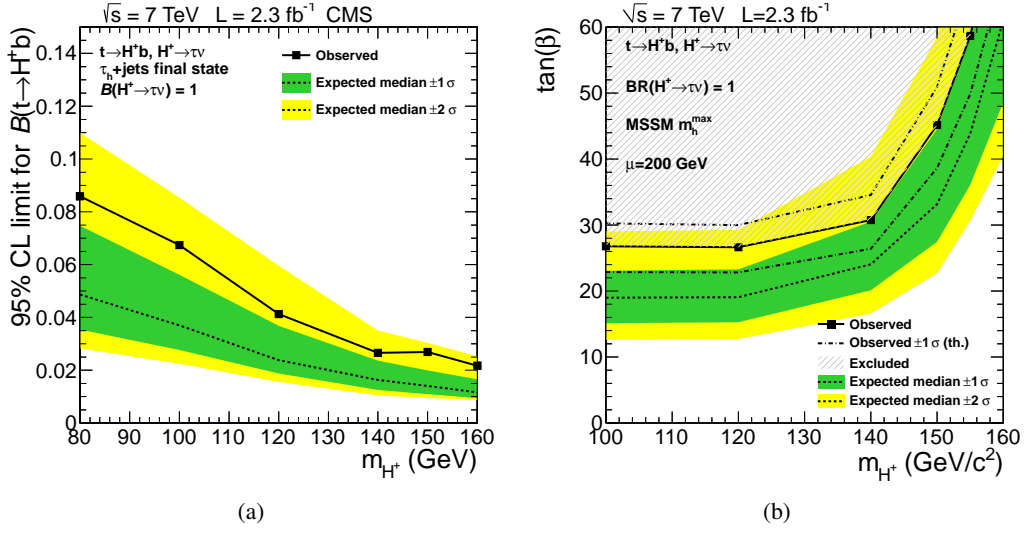 √s = 7 TeV L = 2.3 fb⁻¹ CMS
95% CL limit for B(t→H⁺b)
0.14
0.12
0.1
0.08
0.06
0.04
0.02
0
t→H⁺b, H⁺→τν
τₕ+jets final state
B(H⁺→τν) = 1
Observed
Expected median ±1 σ
Expected median ±2 σ
80 90 100 110 120 130 140 150 160
m_H⁺ (GeV)
(a)
√s = 7 TeV L=2.3 fb⁻¹
tan(β)
60
50
40
30
20
10
0
t→H⁺b, H⁺→τν
BR(H⁺→τν) = 1
MSSM m_h^max
μ=200 GeV
Observed
Observed ±1 σ (th.)
Excluded
Expected median ±1 σ
Expected median ±2 σ
100 110 120 130 140 150 160
m_H⁺ (GeV/c²)
(b)